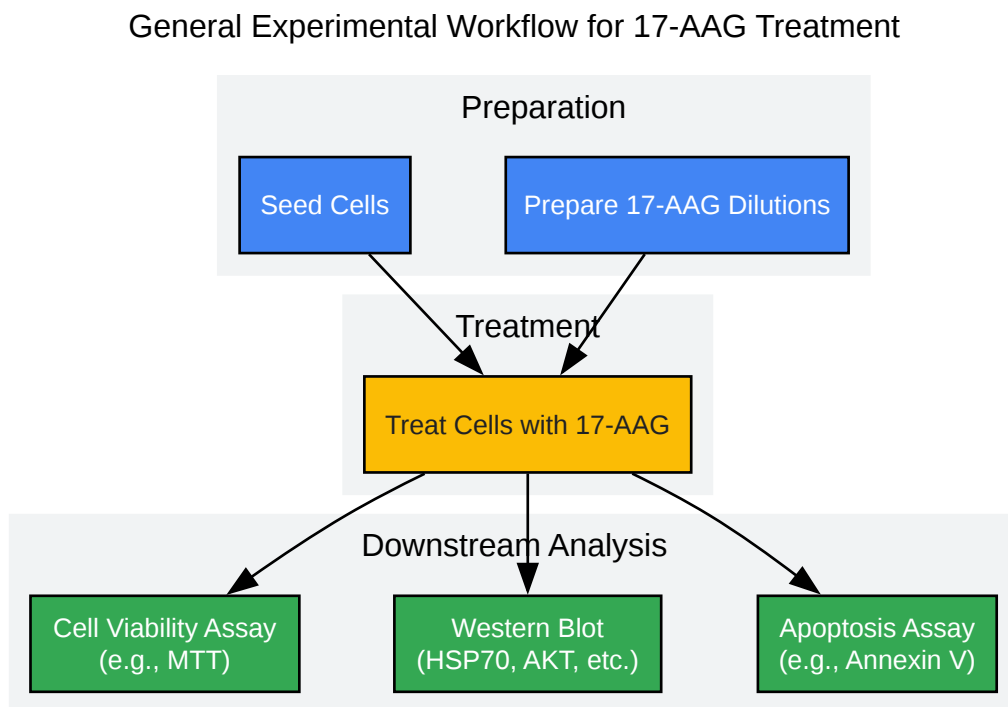 General Experimental Workflow for 17-AAG Treatment
Preparation
Seed Cells
Prepare 17-AAG Dilutions
Treatment
Treat Cells with 17-AAG
Downstream Analysis
Cell Viability Assay
(e.g., MTT)
Western Blot
(HSP70, AKT, etc.)
Apoptosis Assay
(e.g., Annexin V)